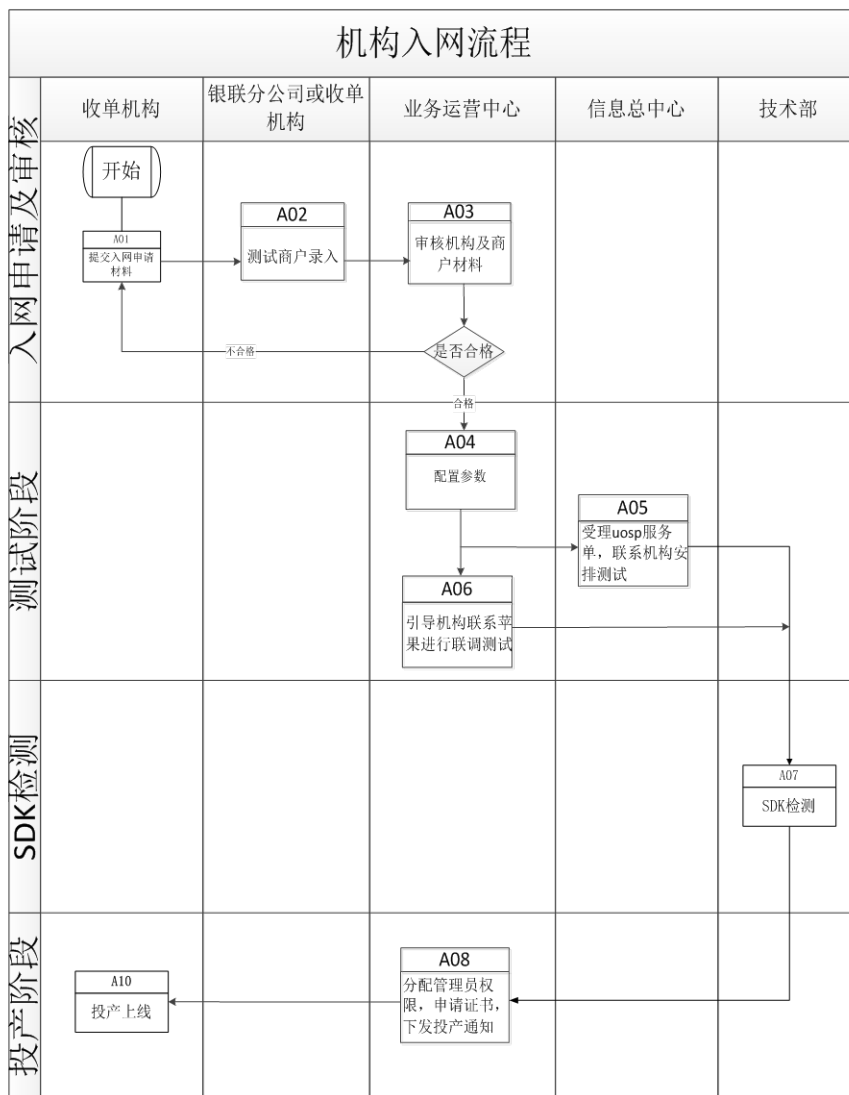 机构入网流程
收单机构
银联分公司或收单
机构
业务运营中心
信息总中心
技术部
入网申请及审核
开始
A01
提交入网申请
材料
A02
测试商户录入
A03
审核机构及商
户材料
不合格
是否合格
合格
测试阶段
A04
配置参数
A05
受理uosp服务
单，联系机构安
排测试
A06
引导机构联系苹
果进行联调测试
SDK检测
A07
SDK检测
投产阶段
A08
分配管理员权
限，申请证书，
下发投产通知
A10
投产上线